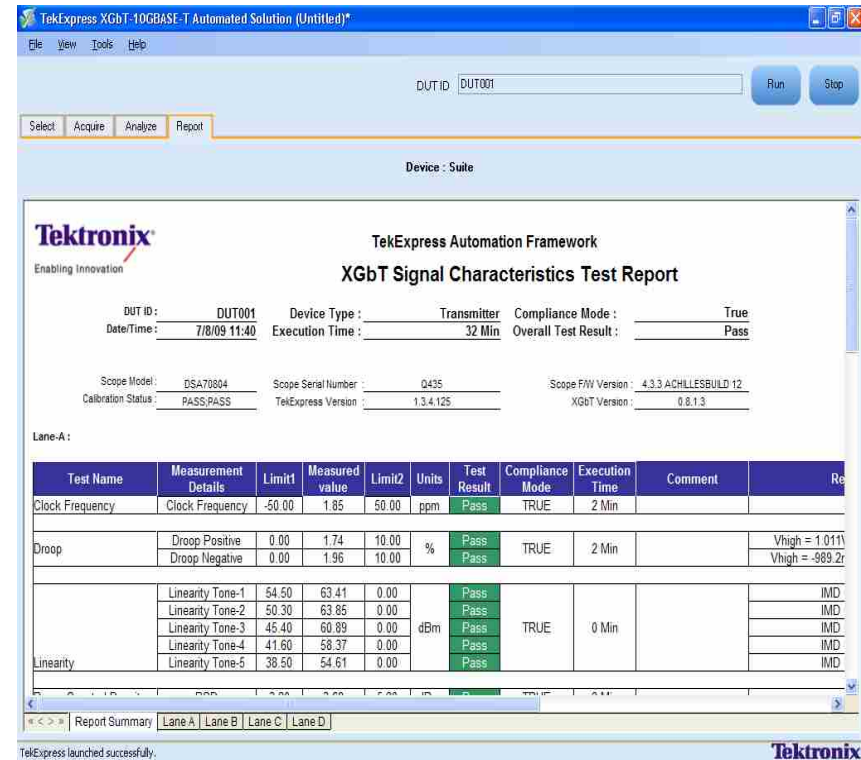 TekExpress XGbT-10GBASE-T Automated Solution (Untitled)*
File View Tools Help
DUT ID DUT001 Run Stop
Select Acquire Analyze Report
Device : Suite
Tektronix
Enabling Innovation
TekExpress Automation Framework
XGbT Signal Characteristics Test Report
DUT ID : DUT001 Device Type : Transmitter Compliance Mode : True
Date/Time : 7/8/09 11:40 Execution Time : 32 Min Overall Test Result : Pass
Scope Model : DSA70804 Scope Serial Number : Q435 Scope F/W Version : 4.3.3 ACHILLESBUILD 12
Calibration Status : PASS;PASS TekExpress Version : 1.3.4.125 XGbT Version : 0.8.1.3
Lane-A :
Test Name Measurement Details Limit1 Measured value Limit2 Units Test Result Compliance Mode Execution Time Comment Re
Clock Frequency Clock Frequency -50.00 1.85 50.00 ppm Pass TRUE 2 Min
Droop Droop Positive 0.00 1.74 10.00 % Pass TRUE 2 Min Vhigh = 1.011V
Droop Negative 0.00 1.96 10.00 Pass Vhigh = -989.2m
Linearity Tone-1 54.50 63.41 0.00 Pass IMD
Linearity Tone-2 50.30 63.85 0.00 Pass IMD
Linearity Tone-3 45.40 60.89 0.00 dBm Pass TRUE 0 Min IMD
Linearity Tone-4 41.60 58.37 0.00 Pass IMD
Linearity Linearity Tone-5 38.50 54.61 0.00 Pass IMD
Report Summary Lane A Lane B Lane C Lane D
TekExpress launched successfully.
Tektronix